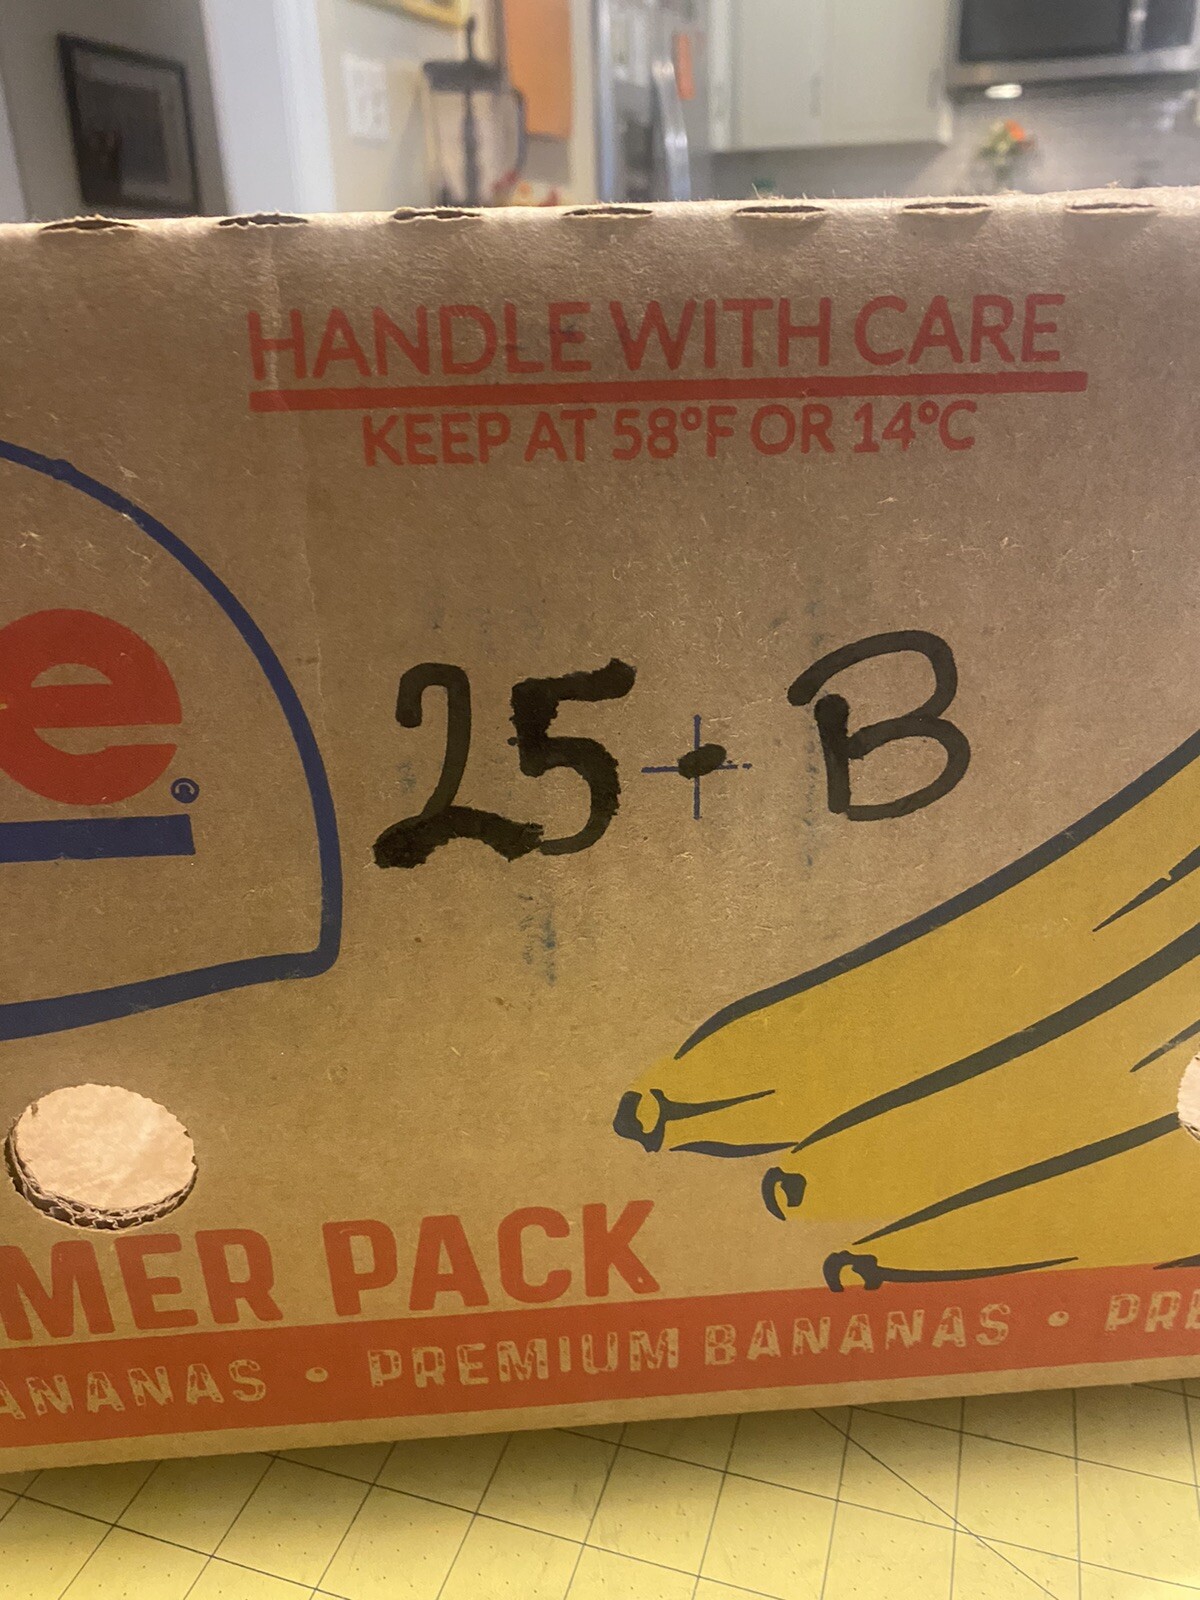 HANDLE WITH CARE
KEEP AT 58°F OR 14°C
e
25 • B
MER PACK
ANANAS • PREMIUM BANANAS • PRE